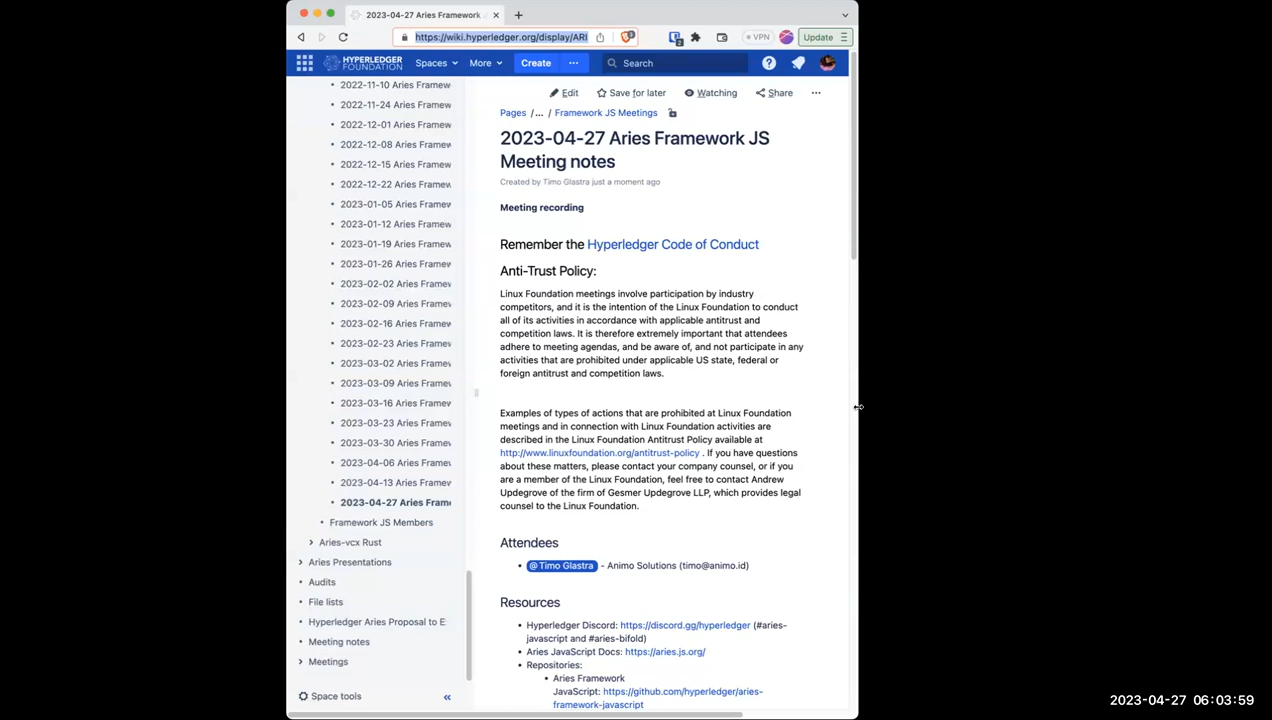 2023-04-27 Aries Framework
https://wiki.hyperledger.org/display/ARI
VPN
Update
HYPERLEDGER
FOUNDATION
Spaces
More
Create
Search
2022-11-10 Aries Framew
2022-11-24 Aries Framew
2022-12-01 Aries Framew
2022-12-08 Aries Framew
2022-12-15 Aries Framew
2022-12-22 Aries Framew
2023-01-05 Aries Framew
2023-01-12 Aries Framew
2023-01-19 Aries Framew
2023-01-26 Aries Framew
2023-02-02 Aries Framew
2023-02-09 Aries Framew
2023-02-16 Aries Framew
2023-02-23 Aries Framew
2023-03-02 Aries Framew
2023-03-09 Aries Framew
2023-03-16 Aries Framew
2023-03-23 Aries Framew
2023-03-30 Aries Framew
2023-04-06 Aries Framew
2023-04-13 Aries Framew
2023-04-27 Aries Frame
Framework JS Members
Aries-vcx Rust
Aries Presentations
Audits
File lists
Hyperledger Aries Proposal to E
Meeting notes
Meetings
Space tools
Edit
Save for later
Watching
Share
Pages /... / Framework JS Meetings
2023-04-27 Aries Framework JS
Meeting notes
Created by Timo Glastra just a moment ago
Meeting recording
Remember the Hyperledger Code of Conduct
Anti-Trust Policy:
Linux Foundation meetings involve participation by industry
competitors, and it is the intention of the Linux Foundation to conduct
all of its activities in accordance with applicable antitrust and
competition laws. It is therefore extremely important that attendees
adhere to meeting agendas, and be aware of, and not participate in any
activities that are prohibited under applicable US state, federal or
foreign antitrust and competition laws.
Examples of types of actions that are prohibited at Linux Foundation
meetings and in connection with Linux Foundation activities are
described in the Linux Foundation Antitrust Policy available at
http://www.linuxfoundation.org/antitrust-policy . If you have questions
about these matters, please contact your company counsel, or if you
are a member of the Linux Foundation, feel free to contact Andrew
Updegrove of the firm of Gesmer Updegrove LLP, which provides legal
counsel to the Linux Foundation.
Attendees
@Timo Glastra - Animo Solutions (timo@animo.id)
Resources
Hyperledger Discord: https://discord.gg/hyperledger (#aries-
javascript and #aries-bifold)
Aries JavaScript Docs: https://aries.js.org/
Repositories:
Aries Framework
JavaScript: https://github.com/hyperledger/aries-
framework-javascript
2023-04-27 06:03:59